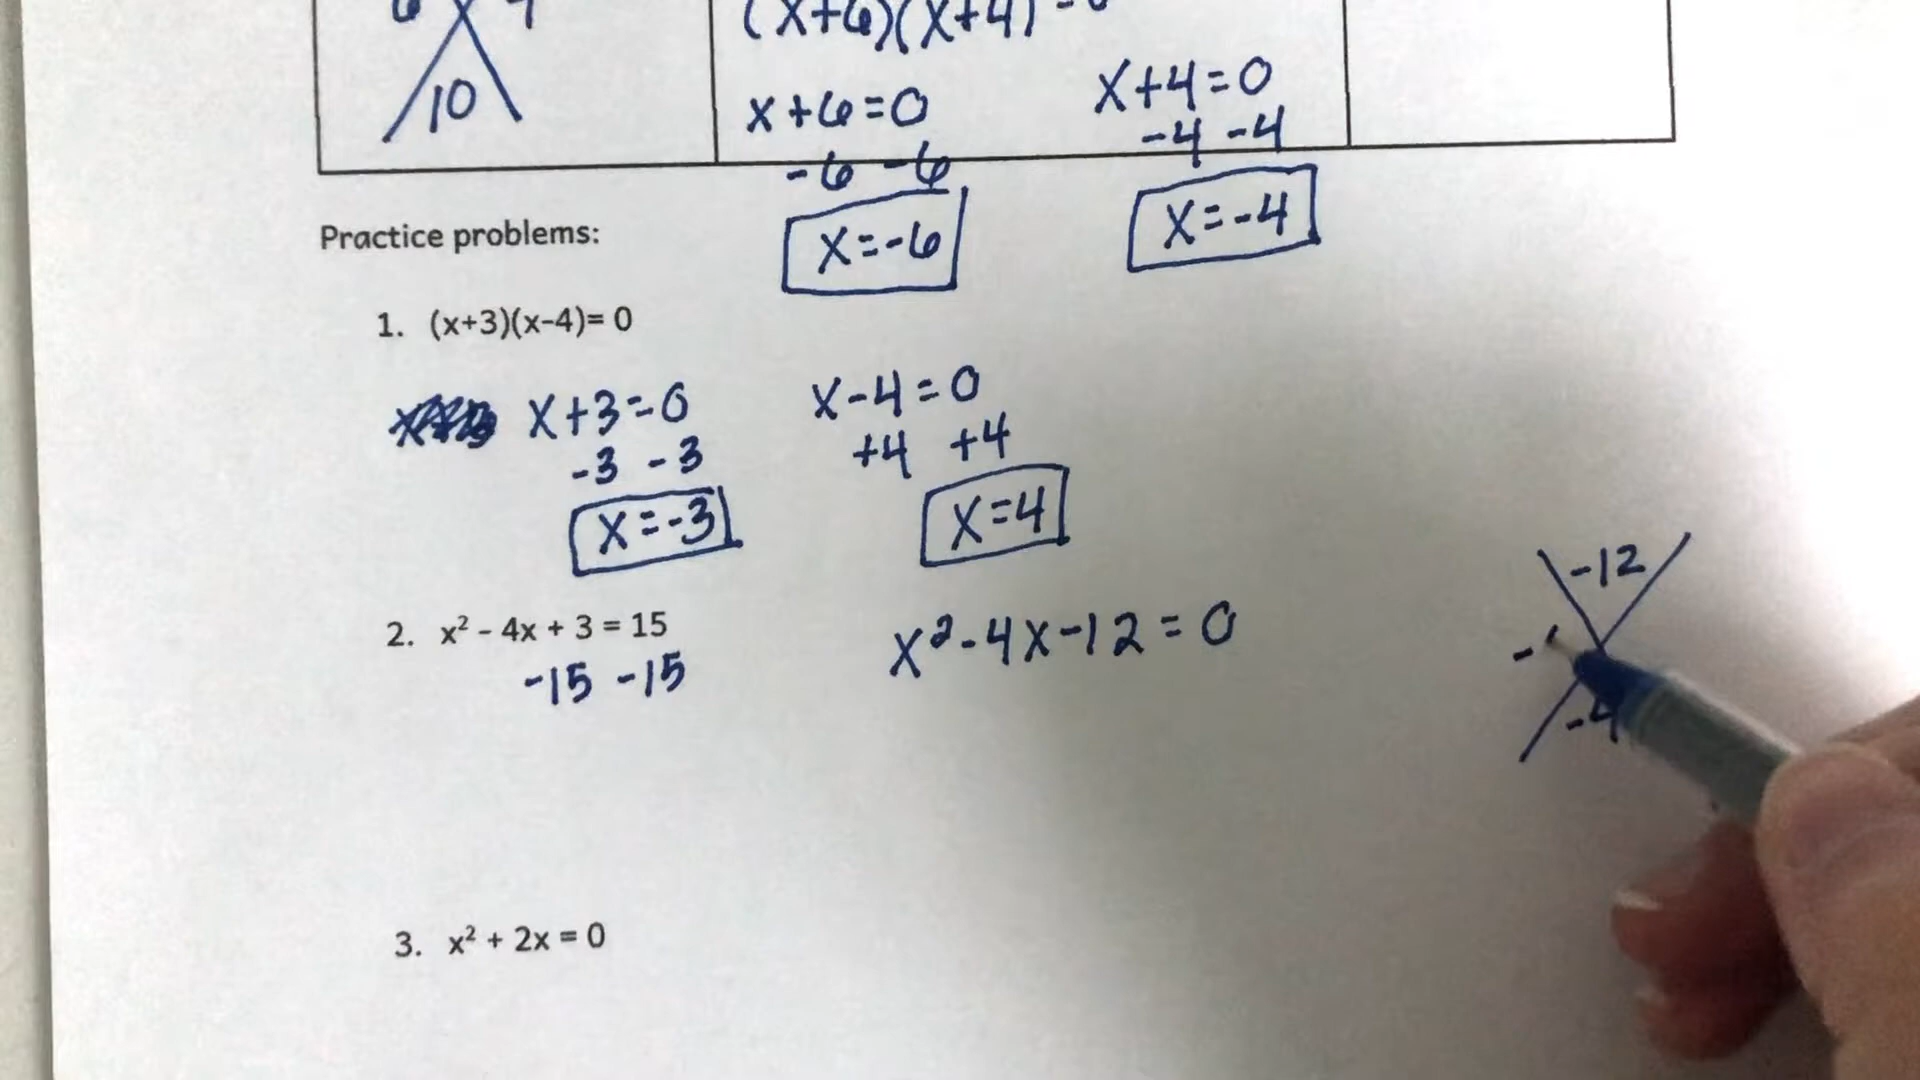 (x+6)(x+4)
10
x+6=0
x+4=0
-6 -6
-4 -4
x=-6
x=-4
Practice problems:
1. (x+3)(x-4)= 0
x+3=0
x-4=0
-3 -3
+4 +4
x=-3
x=4
2. x² - 4x + 3 = 15
x²-4x-12=0
-15 -15
-12
-4
3. x² + 2x = 0